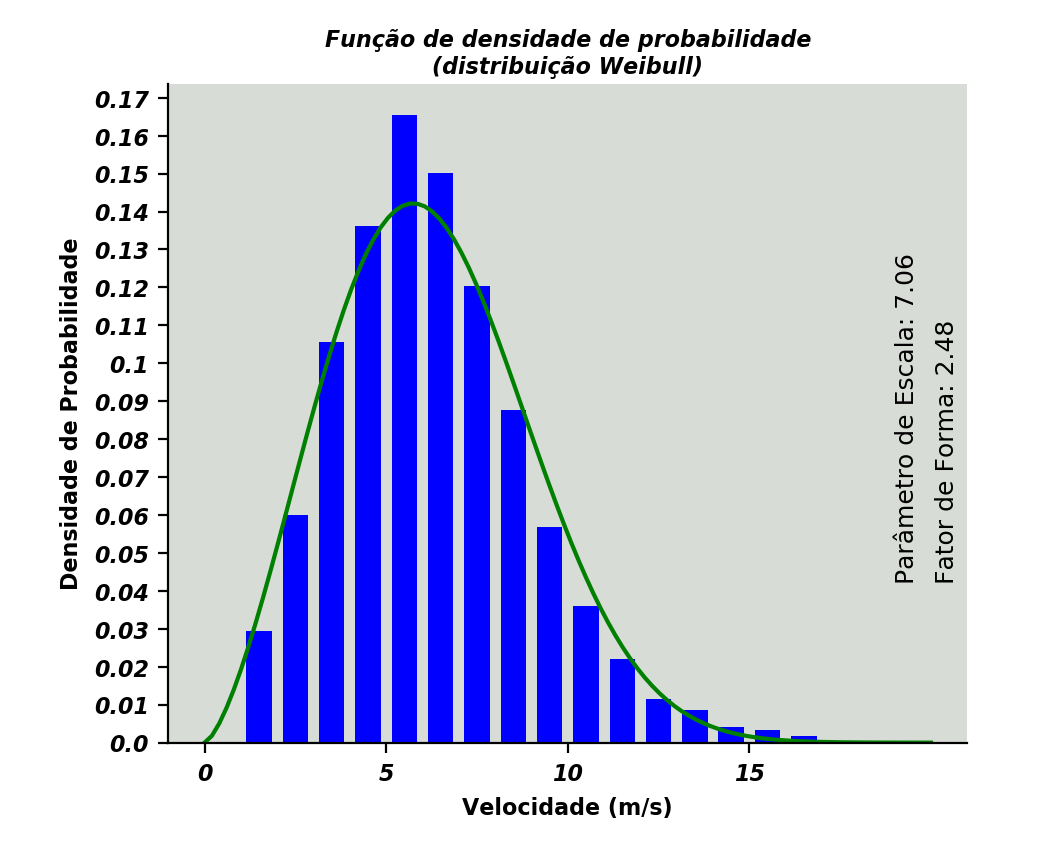 Função de densidade de probabilidade
(distribuição Weibull)
0.17
0.16
0.15
0.14
0.13
0.12
0.11
0.1
0.09
0.08
0.07
0.06
0.05
0.04
0.03
0.02
0.01
0.0
Densidade de Probabilidade
Parâmetro de Escala: 7.06
Fator de Forma: 2.48
0 5 10 15
Velocidade (m/s)